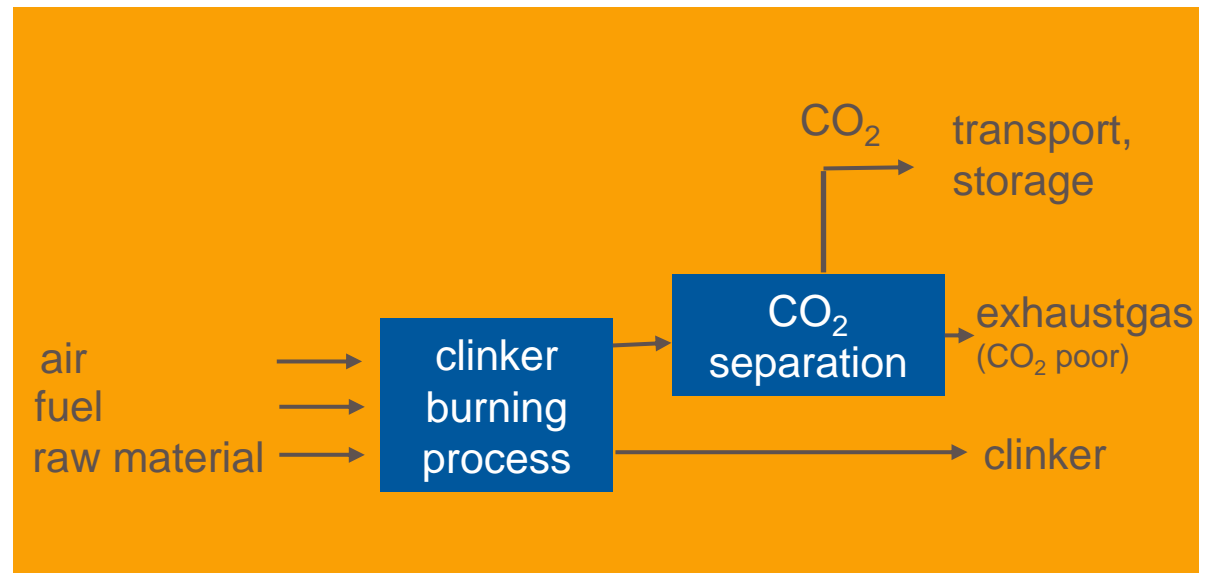 CO₂
transport,
storage
CO₂
separation
exhaustgas
(CO₂ poor)
air
fuel
raw material
clinker
burning
process
clinker